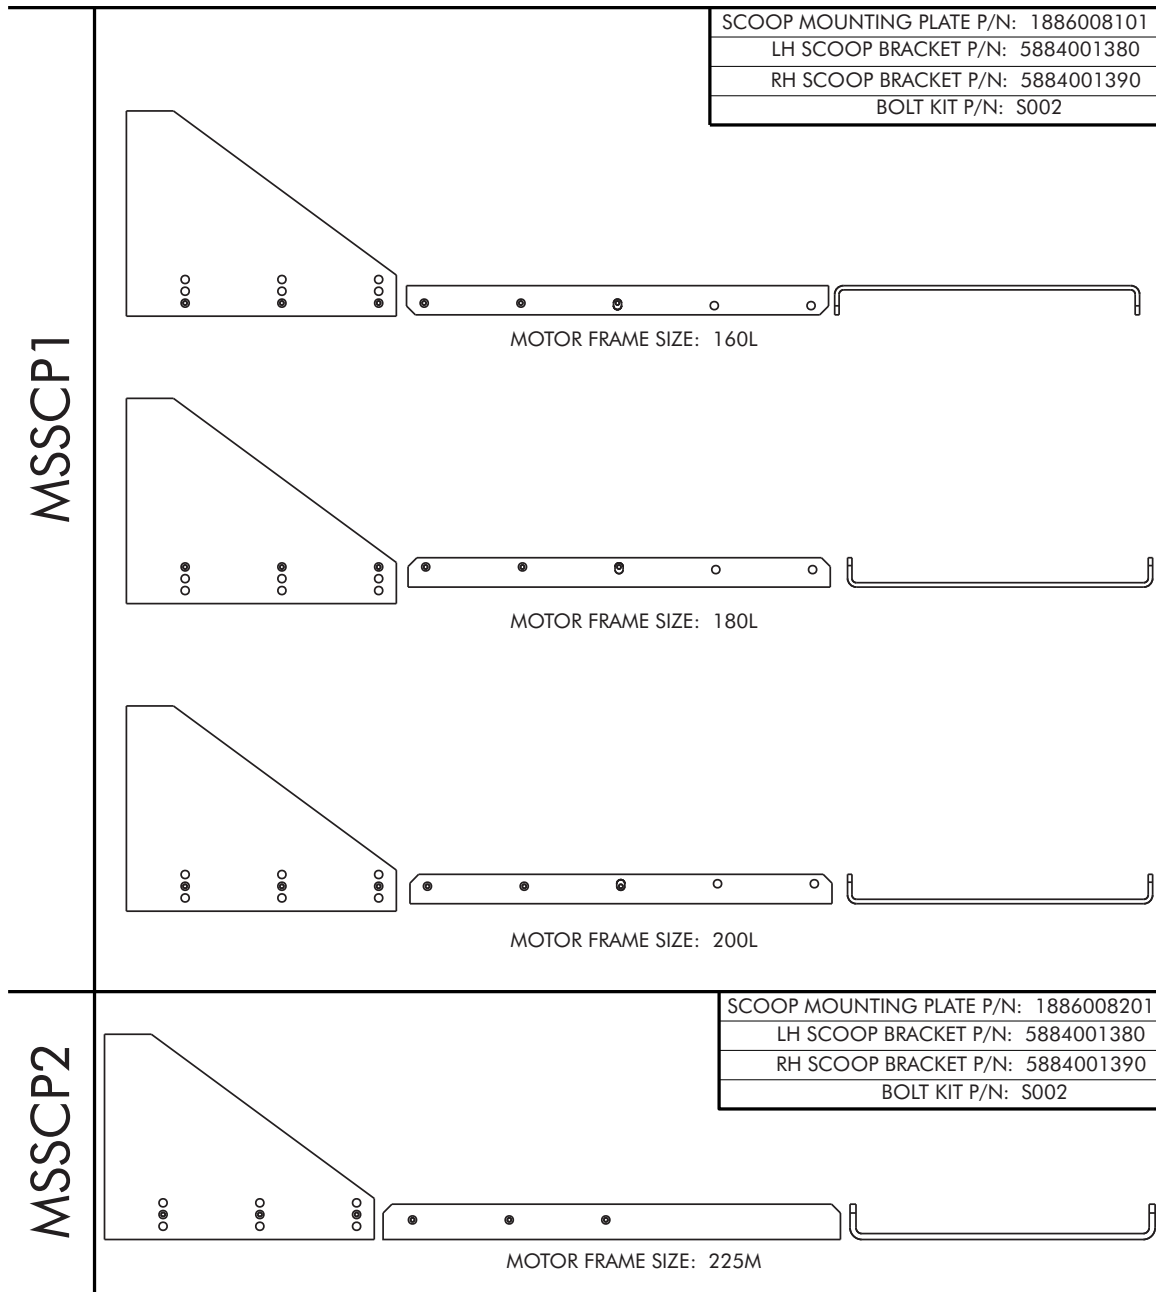 MSSCP1
SCOOP MOUNTING PLATE P/N: 1886008101
LH SCOOP BRACKET P/N: 5884001380
RH SCOOP BRACKET P/N: 5884001390
BOLT KIT P/N: S002
MOTOR FRAME SIZE: 160L
MOTOR FRAME SIZE: 180L
MOTOR FRAME SIZE: 200L
MSSCP2
SCOOP MOUNTING PLATE P/N: 1886008201
LH SCOOP BRACKET P/N: 5884001380
RH SCOOP BRACKET P/N: 5884001390
BOLT KIT P/N: S002
MOTOR FRAME SIZE: 225M